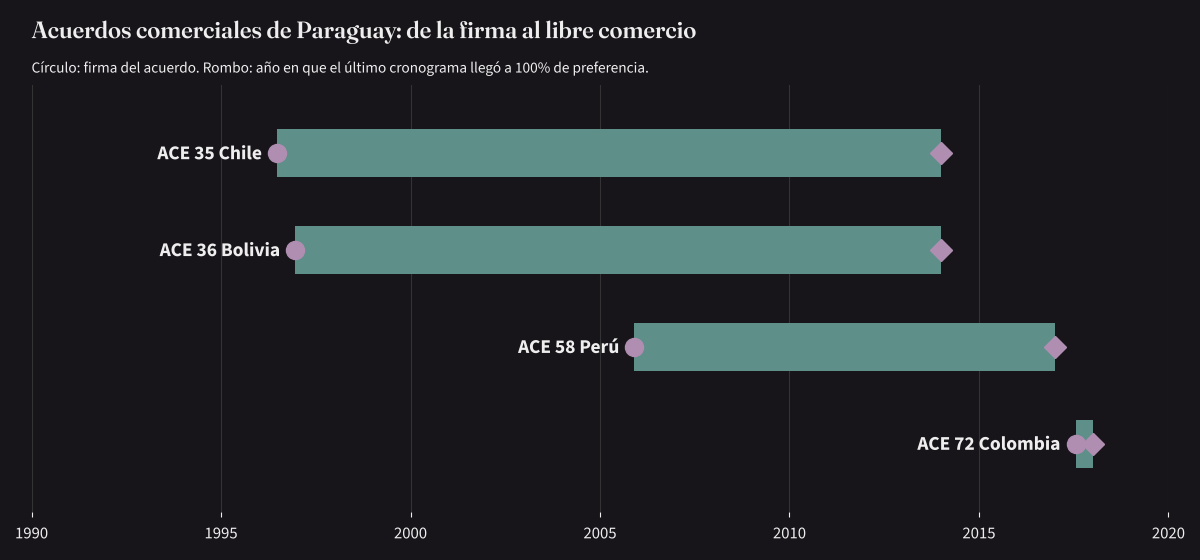 Acuerdos comerciales de Paraguay: de la firma al libre comercio
Círculo: firma del acuerdo. Rombo: año en que el último cronograma llegó a 100% de preferencia.
ACE 35 Chile
ACE 36 Bolivia
ACE 58 Perú
ACE 72 Colombia
1990 1995 2000 2005 2010 2015 2020